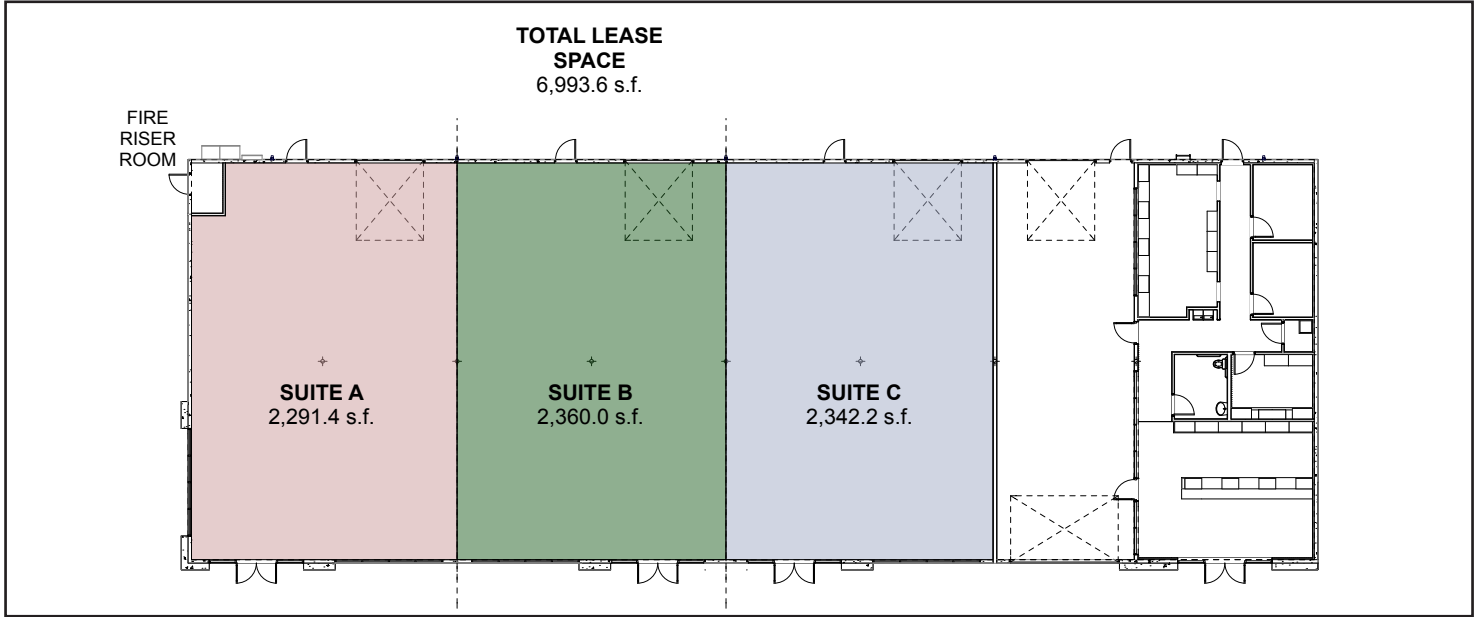 TOTAL LEASE
SPACE
6,993.6 s.f.
FIRE
RISER
ROOM
SUITE A
2,291.4 s.f.
SUITE B
2,360.0 s.f.
SUITE C
2,342.2 s.f.